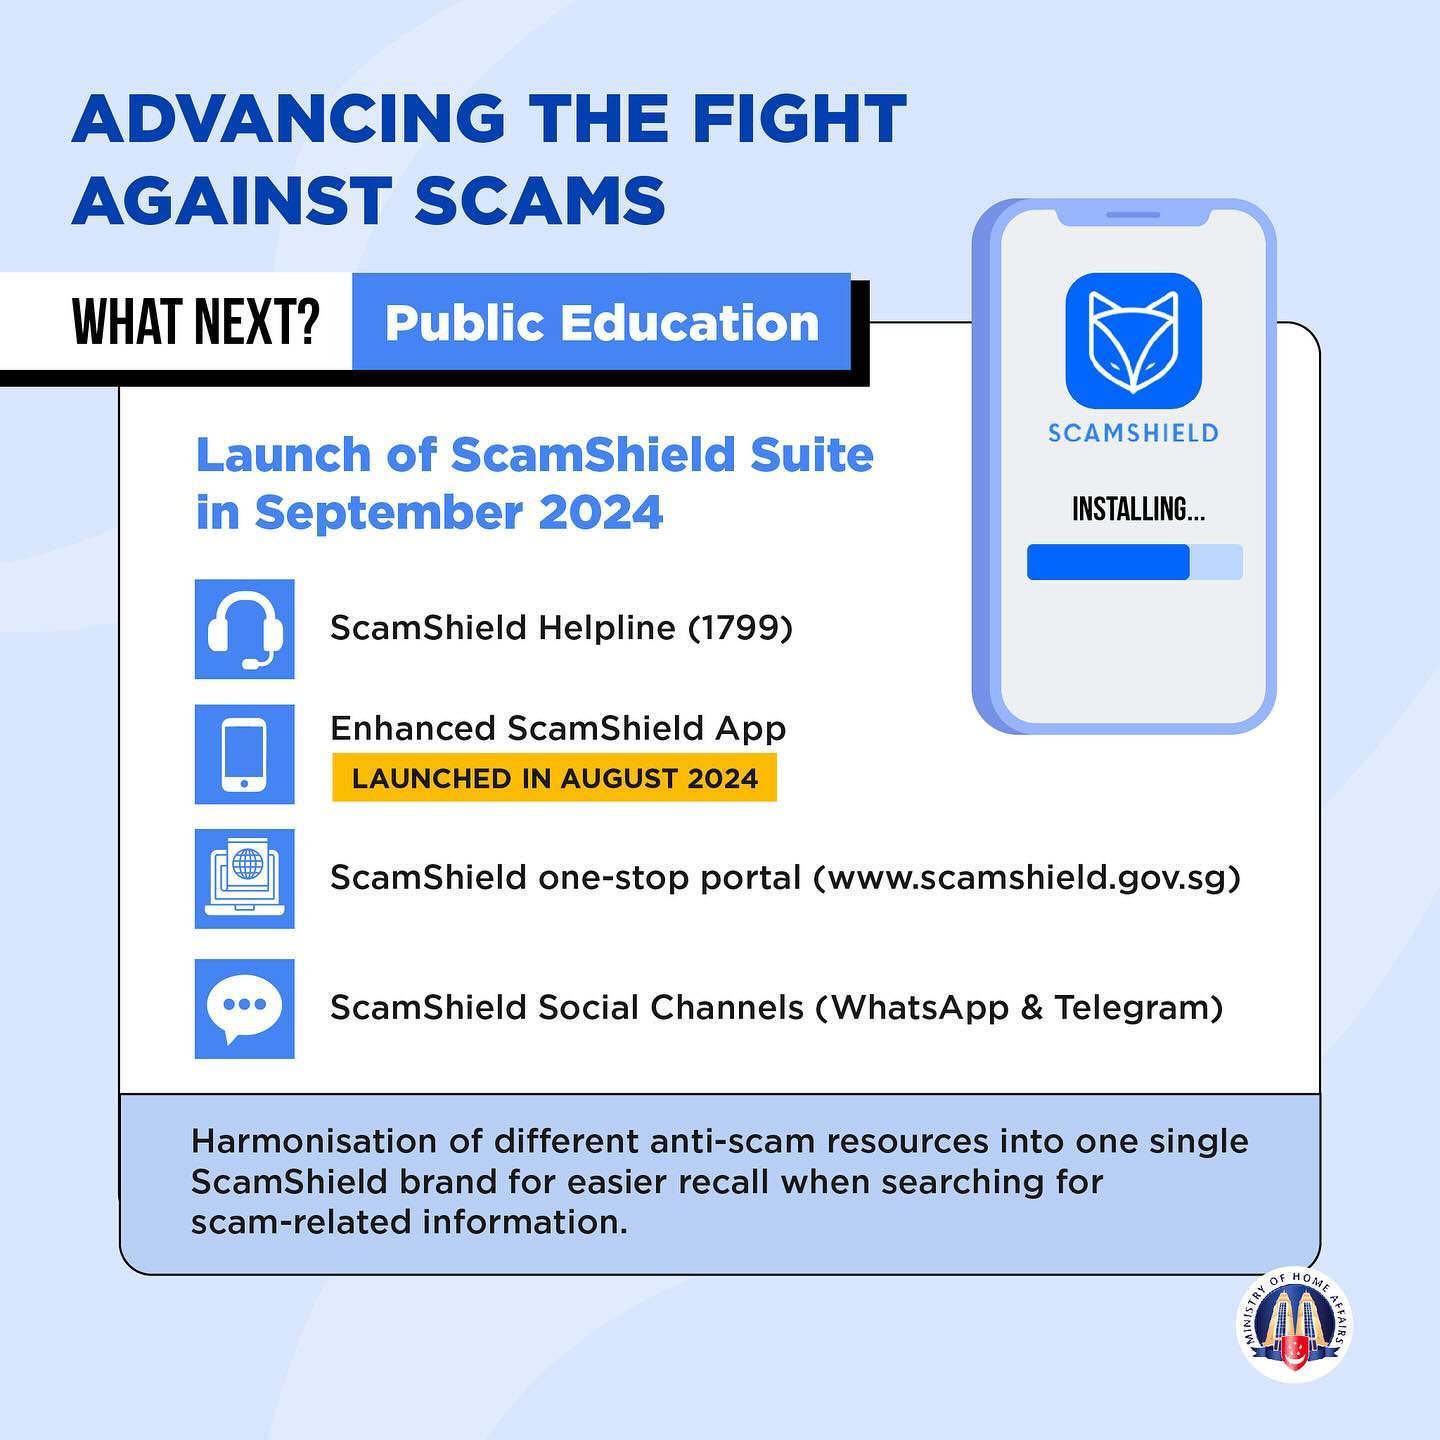 ADVANCING THE FIGHT
AGAINST SCAMS
WHAT NEXT?
Public Education
SCAMSHIELD
INSTALLING...
Launch of ScamShield Suite
in September 2024
ScamShield Helpline (1799)
Enhanced ScamShield App
LAUNCHED IN AUGUST 2024
ScamShield one-stop portal (www.scamshield.gov.sg)
ScamShield Social Channels (WhatsApp & Telegram)
Harmonisation of different anti-scam resources into one single
ScamShield brand for easier recall when searching for
scam-related information.
MINISTRY OF HOME AFFAIRS